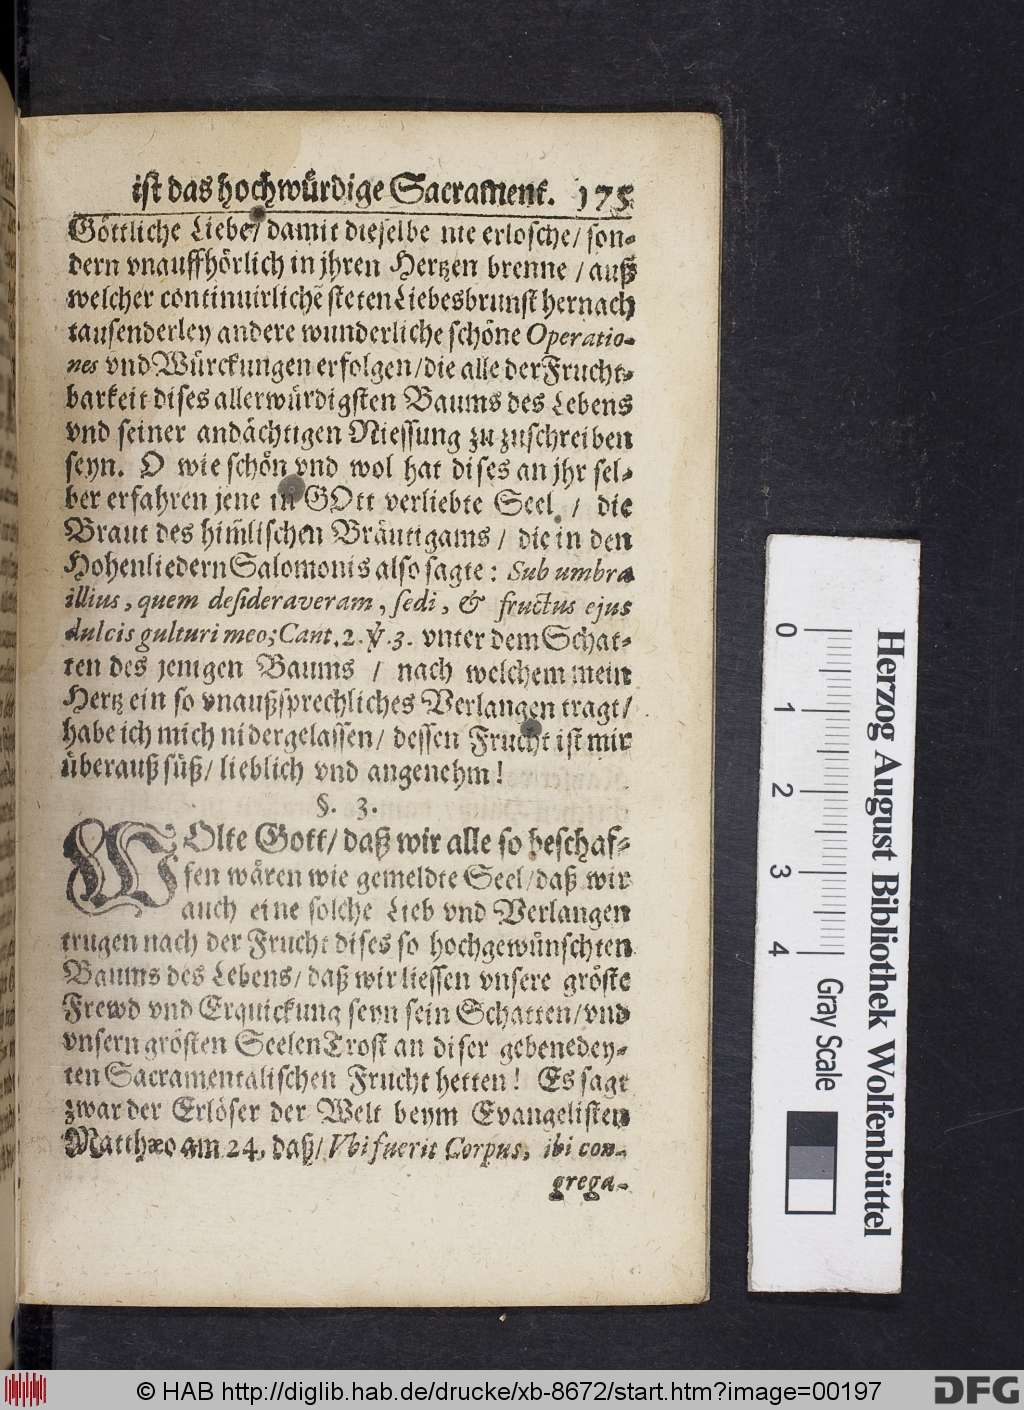 ist das hochwürdige Sacrament. 175
Göttliche Liebe/ damit dieselbe nie erlosche/ son-
dern vnauffhörlich in jhren Hertzen brenne / auß
welcher continuirlichē steten Liebesbrunst hernach
tausenderley andere wunderliche schöne Operatio-
nes vnd Würckungen erfolgen/ die alle der Frucht-
barkeit dises allerwürdigsten Baums des Lebens
vnd seiner andächtigen Niessung zu zuschreiben
seyn. O wie schön vnd wol hat dises an jhr sel-
ber erfahren jene in GOtt verliebte Seel / die
Braut des him̃lischen Bräutigams / die in den
Hohenliedern Salomonis also sagte: Sub umbra
illius, quem desideraveram, sedi, & fructus ejus
dulcis gulturi meo; Cant. 2. ℣. 3. vnter dem Schat-
ten des jenigen Baums / nach welchem mein
Hertz ein so vnaußsprechliches Verlangen tragt/
habe ich mich nidergelassen/ dessen Frucht ist mir
überauß süß/ lieblich vnd angenehm!
§. 3.
WOlte Gott/ daß wir alle so beschaf-
fen wären wie gemeldte Seel/ daß wir
auch eine solche Lieb vnd Verlangen
trugen nach der Frucht dises so hochgewünschten
Baums des Lebens/ daß wir liessen vnsere gröste
Frewd vnd Erquickung seyn sein Schatten/ vnd
vnsern grösten Seelen Trost an diser gebenedey-
ten Sacramentalischen Frucht hetten! Es sagt
zwar der Erlöser der Welt beym Evangelisten
Matthæo am 24. daß/ Vbi fuerit Corpus, ibi con-
grega-
0 1 2 3 4
Gray Scale
Herzog August Bibliothek Wolfenbüttel
© HAB http://diglib.hab.de/drucke/xb-8672/start.htm?image=00197
DFG